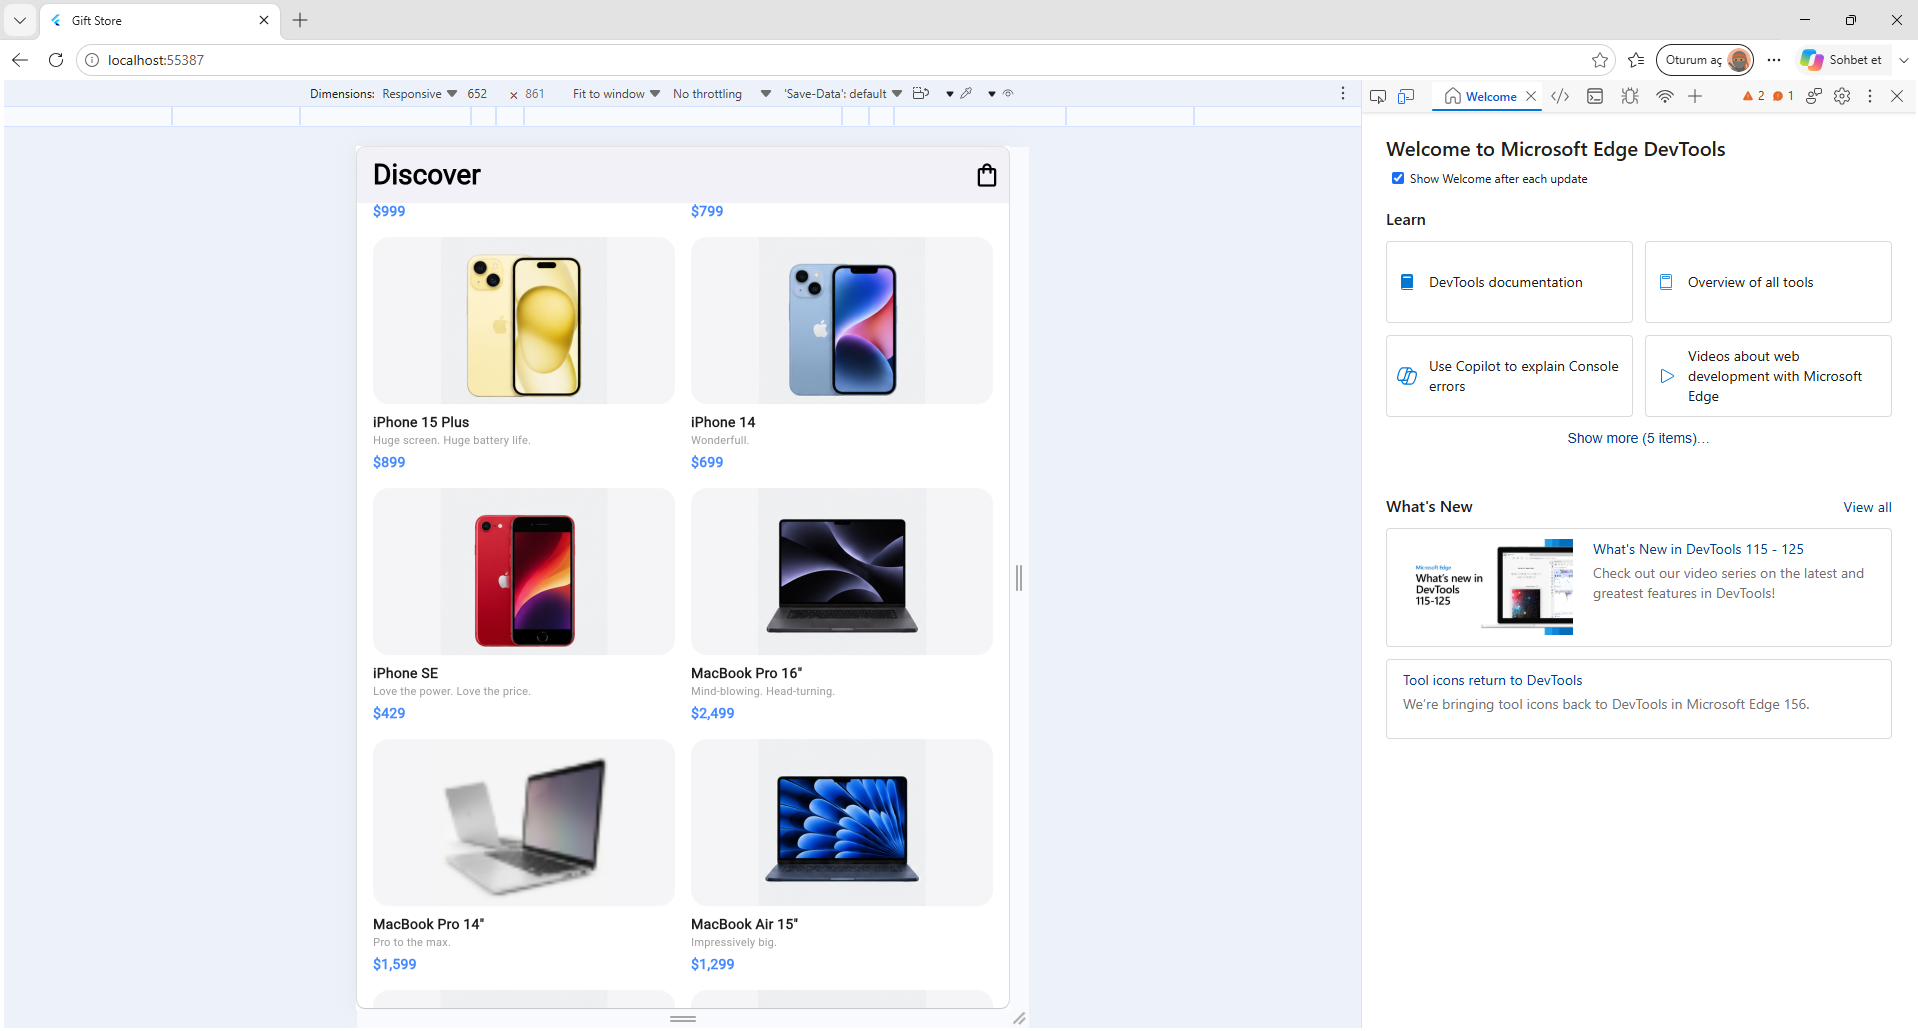 Gift Store
localhost:55387
Oturum aç
Sohbet et
Dimensions: Responsive 652 × 861 Fit to window No throttling 'Save-Data': default
Welcome
2 1
Discover
$999 $799
iPhone 15 Plus
Huge screen. Huge battery life.
$899
iPhone 14
Wonderfull.
$699
iPhone SE
Love the power. Love the price.
$429
MacBook Pro 16"
Mind-blowing. Head-turning.
$2,499
MacBook Pro 14"
Pro to the max.
$1,599
MacBook Air 15"
Impressively big.
$1,299
Welcome to Microsoft Edge DevTools
Show Welcome after each update
Learn
DevTools documentation
Overview of all tools
Use Copilot to explain Console
errors
Videos about web
development with Microsoft
Edge
Show more (5 items)...
What's New
View all
Microsoft Edge
What's new in
DevTools
115-125
What's New in DevTools 115 - 125
Check out our video series on the latest and
greatest features in DevTools!
Tool icons return to DevTools
We're bringing tool icons back to DevTools in Microsoft Edge 156.